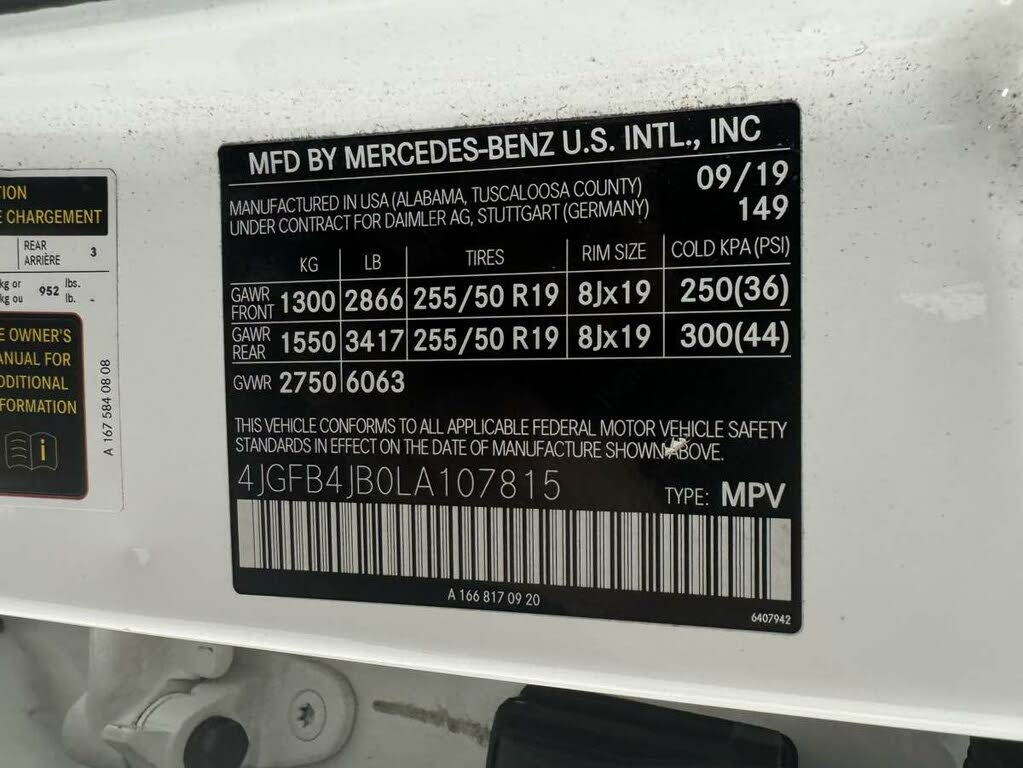 TION
E CHARGEMENT
REAR
ARRIÈRE 3
kg or
kg ou 952 lbs.
lb.
E OWNER'S
ANUAL FOR
DDITIONAL
FORMATION
i
A 167 584 08 08
MFD BY MERCEDES-BENZ U.S. INTL., INC
MANUFACTURED IN USA (ALABAMA, TUSCALOOSA COUNTY) 09/19
UNDER CONTRACT FOR DAIMLER AG, STUTTGART (GERMANY) 149
KG LB TIRES RIM SIZE COLD KPA (PSI)
GAWR FRONT 1300 2866 255/50 R19 8Jx19 250(36)
GAWR REAR 1550 3417 255/50 R19 8Jx19 300(44)
GVWR 2750 6063
THIS VEHICLE CONFORMS TO ALL APPLICABLE FEDERAL MOTOR VEHICLE SAFETY
STANDARDS IN EFFECT ON THE DATE OF MANUFACTURE SHOWN ABOVE.
4JGFB4JB0LA107815 TYPE: MPV
A 166 817 09 20
6407942